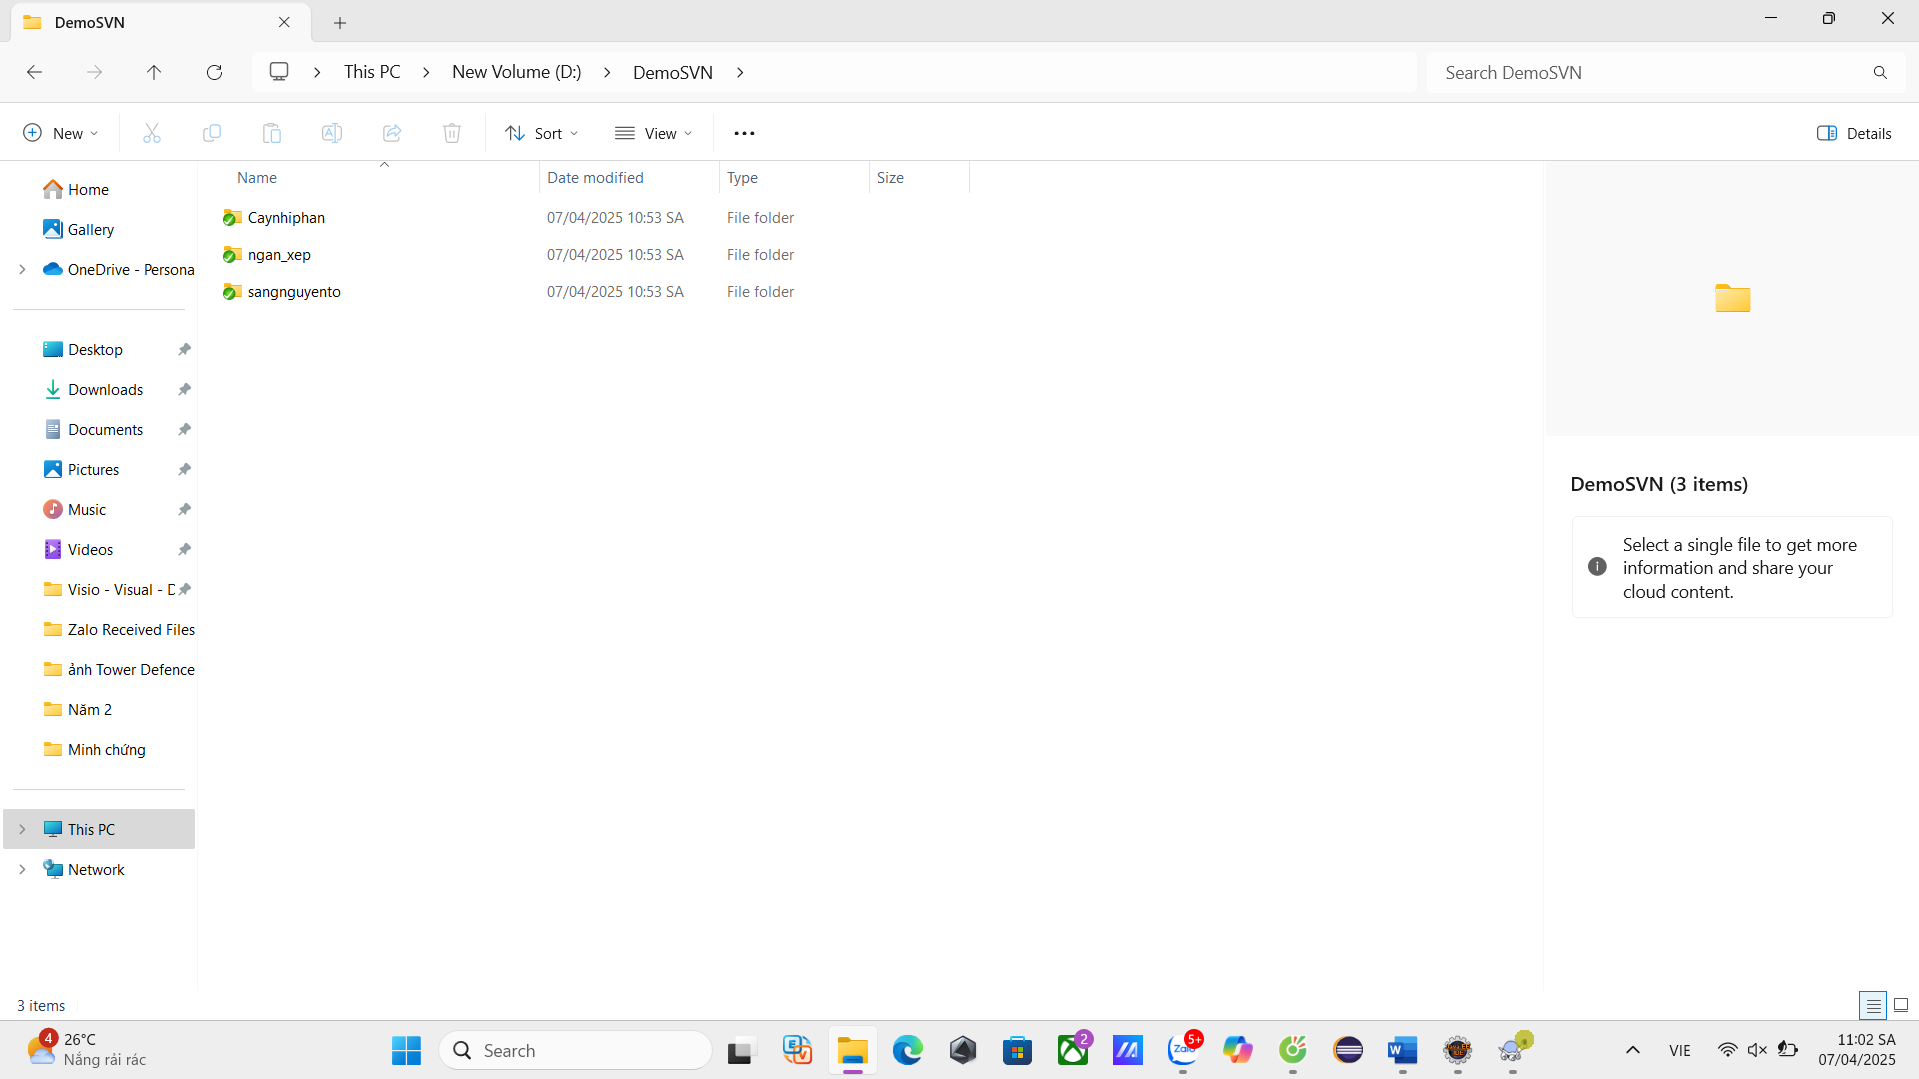 DemoSVN
This PC
New Volume (D:)
DemoSVN
Search DemoSVN
New
Sort
View
Details
Name
Date modified
Type
Size
Caynhiphan
07/04/2025 10:53 SA
File folder
ngan_xep
07/04/2025 10:53 SA
File folder
sangnguyento
07/04/2025 10:53 SA
File folder
Home
Gallery
OneDrive - Persona
Desktop
Downloads
Documents
Pictures
Music
Videos
Visio - Visual - D
Zalo Received Files
ảnh Tower Defence
Năm 2
Minh chứng
This PC
Network
DemoSVN (3 items)
Select a single file to get more
information and share your
cloud content.
3 items
4
26°C
Nắng rải rác
Search
2
Zalo
5+
VIE
11:02 SA
07/04/2025